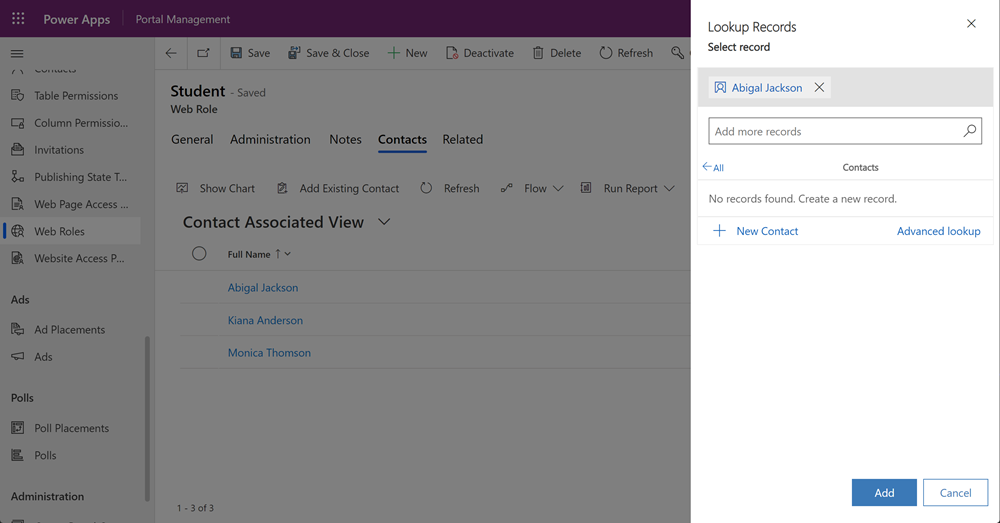 Power Apps
Portal Management
Table Permissions
Column Permissio...
Invitations
Publishing State T...
Web Page Access ...
Web Roles
Website Access P...
Ads
Ad Placements
Ads
Polls
Poll Placements
Polls
Administration
Save
Save & Close
New
Deactivate
Delete
Refresh
Student - Saved
Web Role
General
Administration
Notes
Contacts
Related
Show Chart
Add Existing Contact
Refresh
Flow
Run Report
Contact Associated View
Full Name
Abigal Jackson
Kiana Anderson
Monica Thomson
1 - 3 of 3
Lookup Records
Select record
Abigal Jackson
Add more records
All
Contacts
No records found. Create a new record.
New Contact
Advanced lookup
Add
Cancel